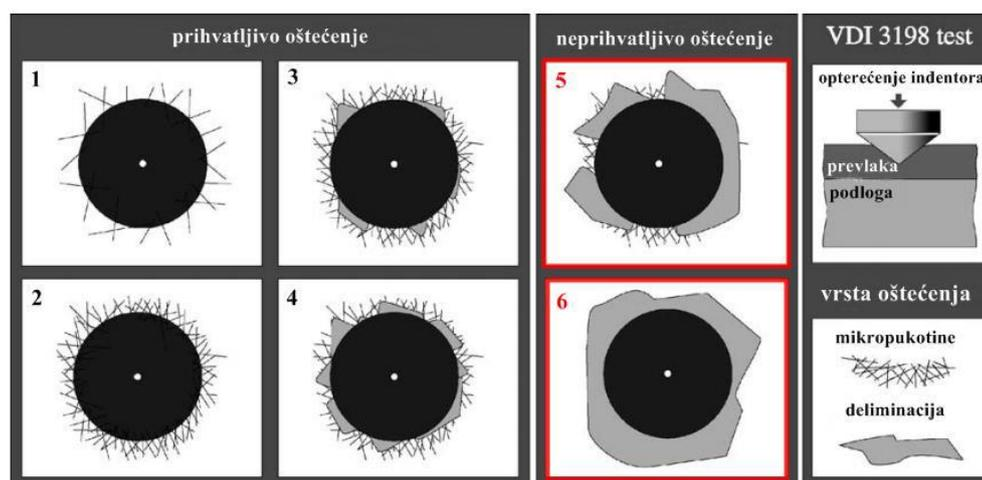 prihvatljivo oštećenje
1
3
2
4
neprihvatljivo oštećenje
5
6
VDI 3198 test
opterećenje indentora
prevlaka
podloga
vrsta oštećenja
mikropukotine
deliminacija